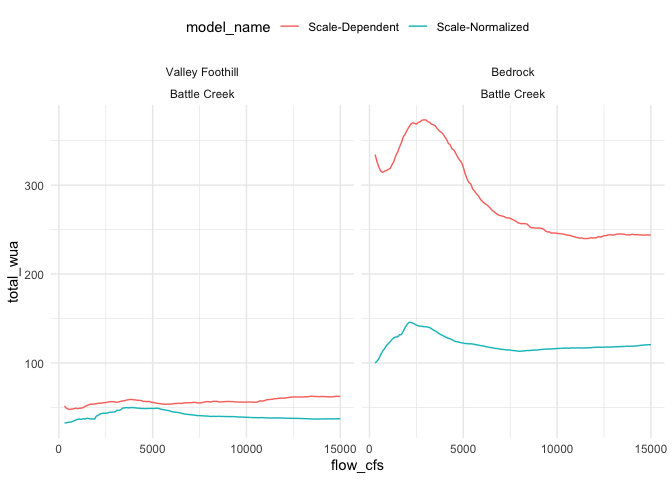 model_name Scale-Dependent Scale-Normalized
Valley Foothill Bedrock
Battle Creek Battle Creek
total_wua
300
200
100
0 5000 10000 15000 0 5000 10000 15000
flow_cfs